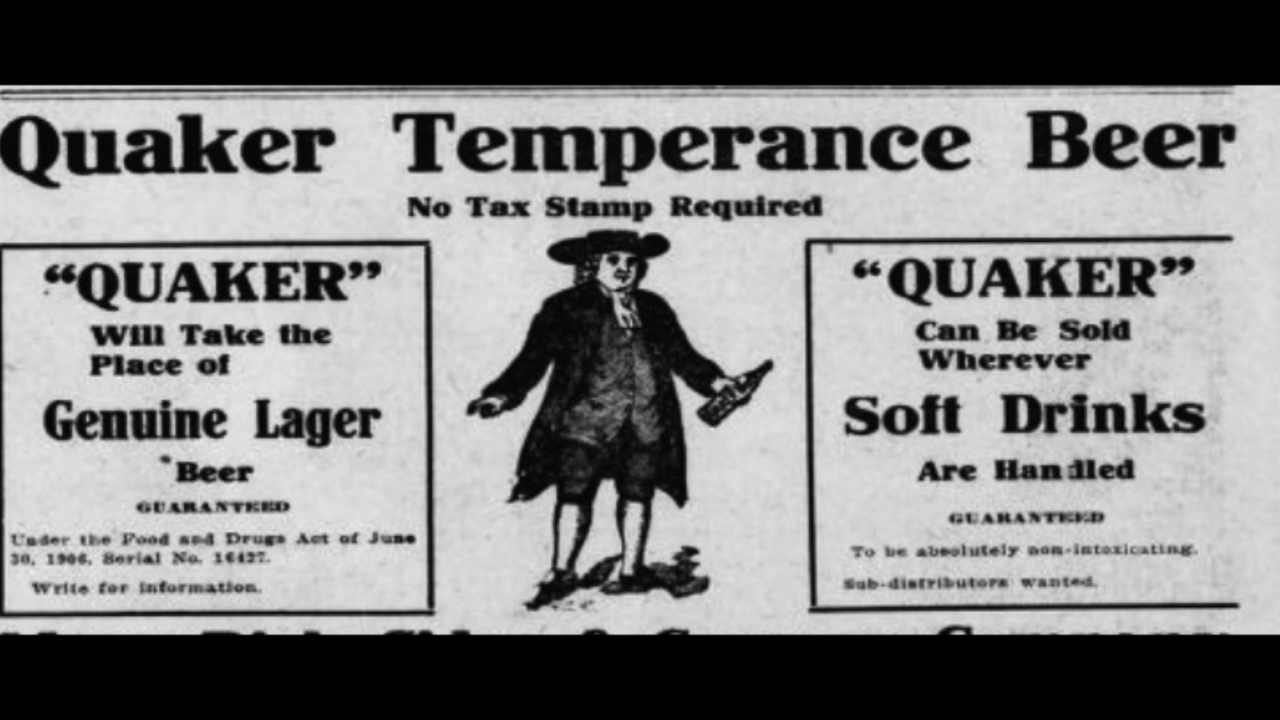 Quaker Temperance Beer
No Tax Stamp Required
"QUAKER"
Will Take the
Place of
Genuine Lager
Beer
GUARANTEED
Under the Food and Drugs Act of June
30, 1906. Serial No. 16427.
Write for information.
"QUAKER"
Can Be Sold
Wherever
Soft Drinks
Are Handled
GUARANTEED
To be absolutely non-intoxicating.
Sub-distributors wanted.